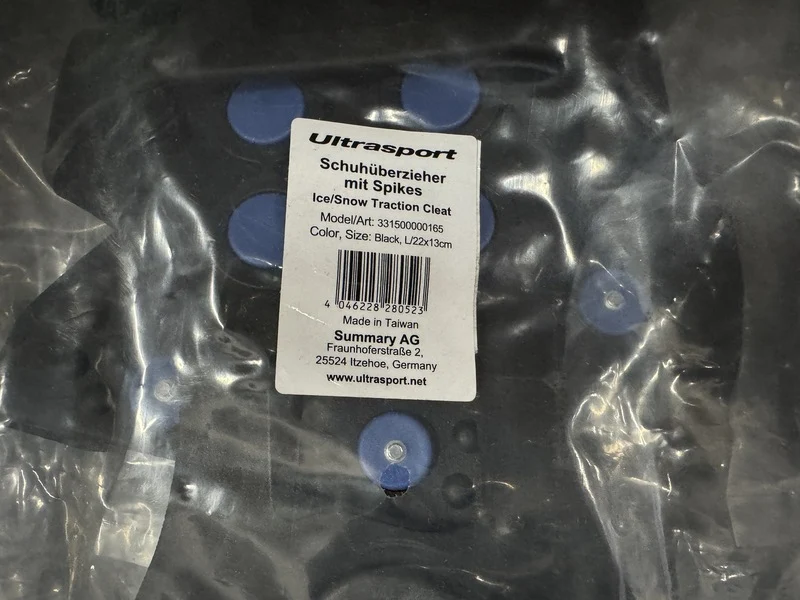 Ultrasport
Schuhüberzieher
mit Spikes
Ice/Snow Traction Cleat
Model/Art: 331500000165
Color, Size: Black, L/22x13cm
4 046228 280523
Made in Taiwan
Summary AG
Fraunhoferstraße 2,
25524 Itzehoe, Germany
www.ultrasport.net